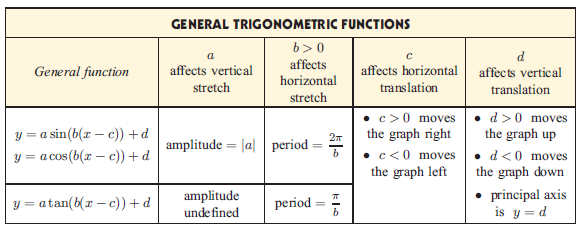 GENERAL TRIGONOMETRIC FUNCTIONS
General function
a
affects vertical
stretch
b > 0
affects
horizontal
stretch
c
affects horizontal
translation
d
affects vertical
translation
y = a sin(b(x − c)) + d
y = a cos(b(x − c)) + d
amplitude = |a|
period = 2π/b
• c > 0 moves
the graph right
• c < 0 moves
the graph left
• d > 0 moves
the graph up
• d < 0 moves
the graph down
• principal axis
is y = d
y = a tan(b(x − c)) + d
amplitude
undefined
period = π/b